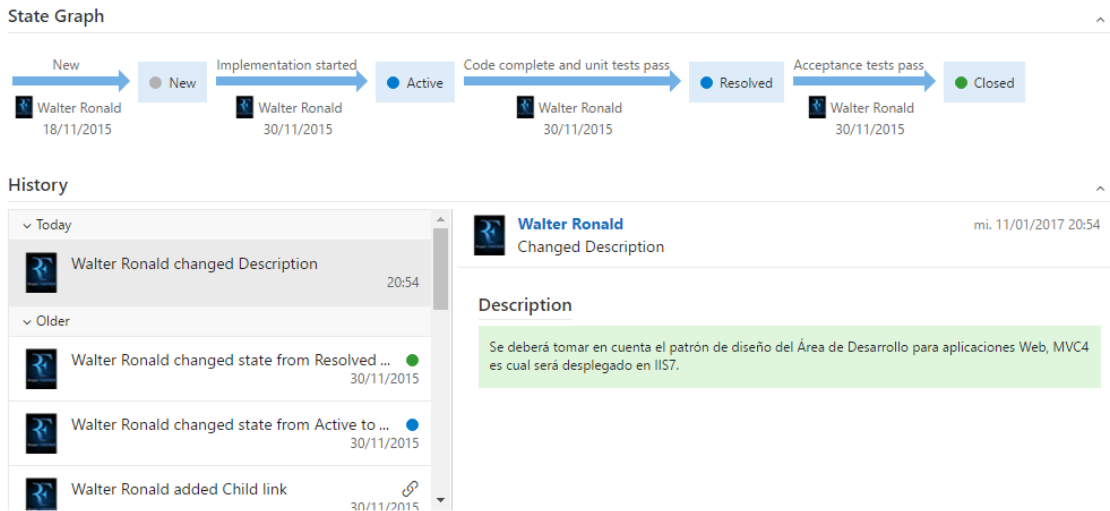 State Graph
New
New
Implementation started
Active
Code complete and unit tests pass
Resolved
Acceptance tests pass
Closed
Walter Ronald
18/11/2015
Walter Ronald
30/11/2015
Walter Ronald
30/11/2015
Walter Ronald
30/11/2015
History
Today
Walter Ronald changed Description
20:54
Older
Walter Ronald changed state from Resolved ...
30/11/2015
Walter Ronald changed state from Active to ...
30/11/2015
Walter Ronald added Child link
30/11/2015
Walter Ronald
mi. 11/01/2017 20:54
Changed Description
Description
Se deberá tomar en cuenta el patrón de diseño del Área de Desarrollo para aplicaciones Web, MVC4
es cual será desplegado en IIS7.